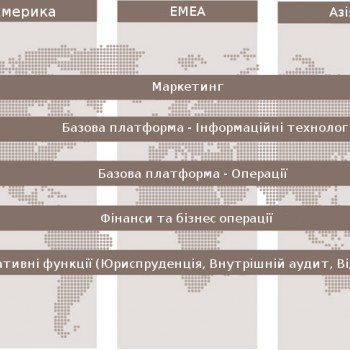 мерика
EMEA
Азі
Маркетинг
Базова платформа - Інформаційні технолог
Базова платформа - Операції
Фінанси та бізнес операції
ативні функції (Юриспруденція, Внутрішній аудит, Ві